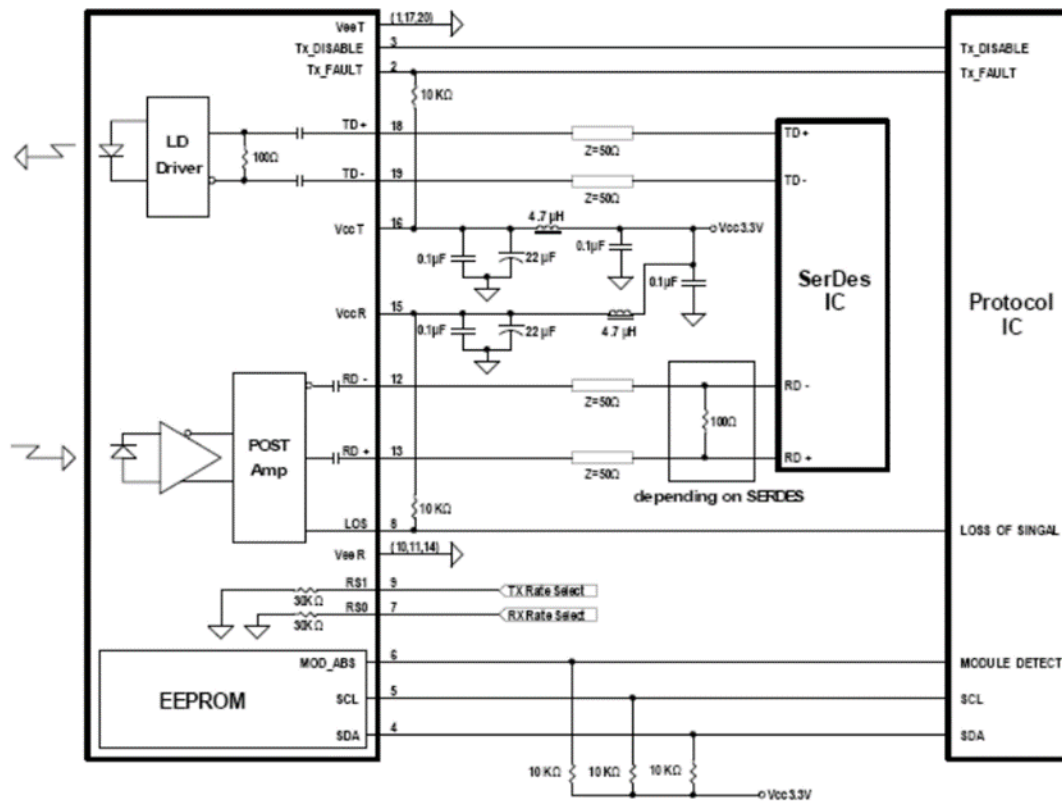 VeeT (1,17,20)
Tx_DISABLE 3 Tx_DISABLE
Tx_FAULT 2 Tx_FAULT
10 KΩ
LD
Driver
100Ω
TD+ 18 TD+
Z=50Ω
TD- 19 TD-
Z=50Ω
VccT 16
4.7 µH
Vcc3.3V
0.1µF
22 µF
0.1µF
0.1µF
VccR 15
0.1µF
22 µF
4.7 µH
SerDes
IC
Protocol
IC
RD - 12 RD -
Z=50Ω
100Ω
POST
Amp
RD + 13 RD +
Z=50Ω
depending on SERDES
10 KΩ
LOS 8 LOSS OF SINGAL
VeeR (10,11,14)
RS1 9 TX Rate Select
30KΩ
RS0 7 RX Rate Select
30KΩ
EEPROM
MOD_ABS 6 MODULE DETECT
SCL 5 SCL
SDA 4 SDA
10 KΩ 10 KΩ 10 KΩ
Vcc3.3V